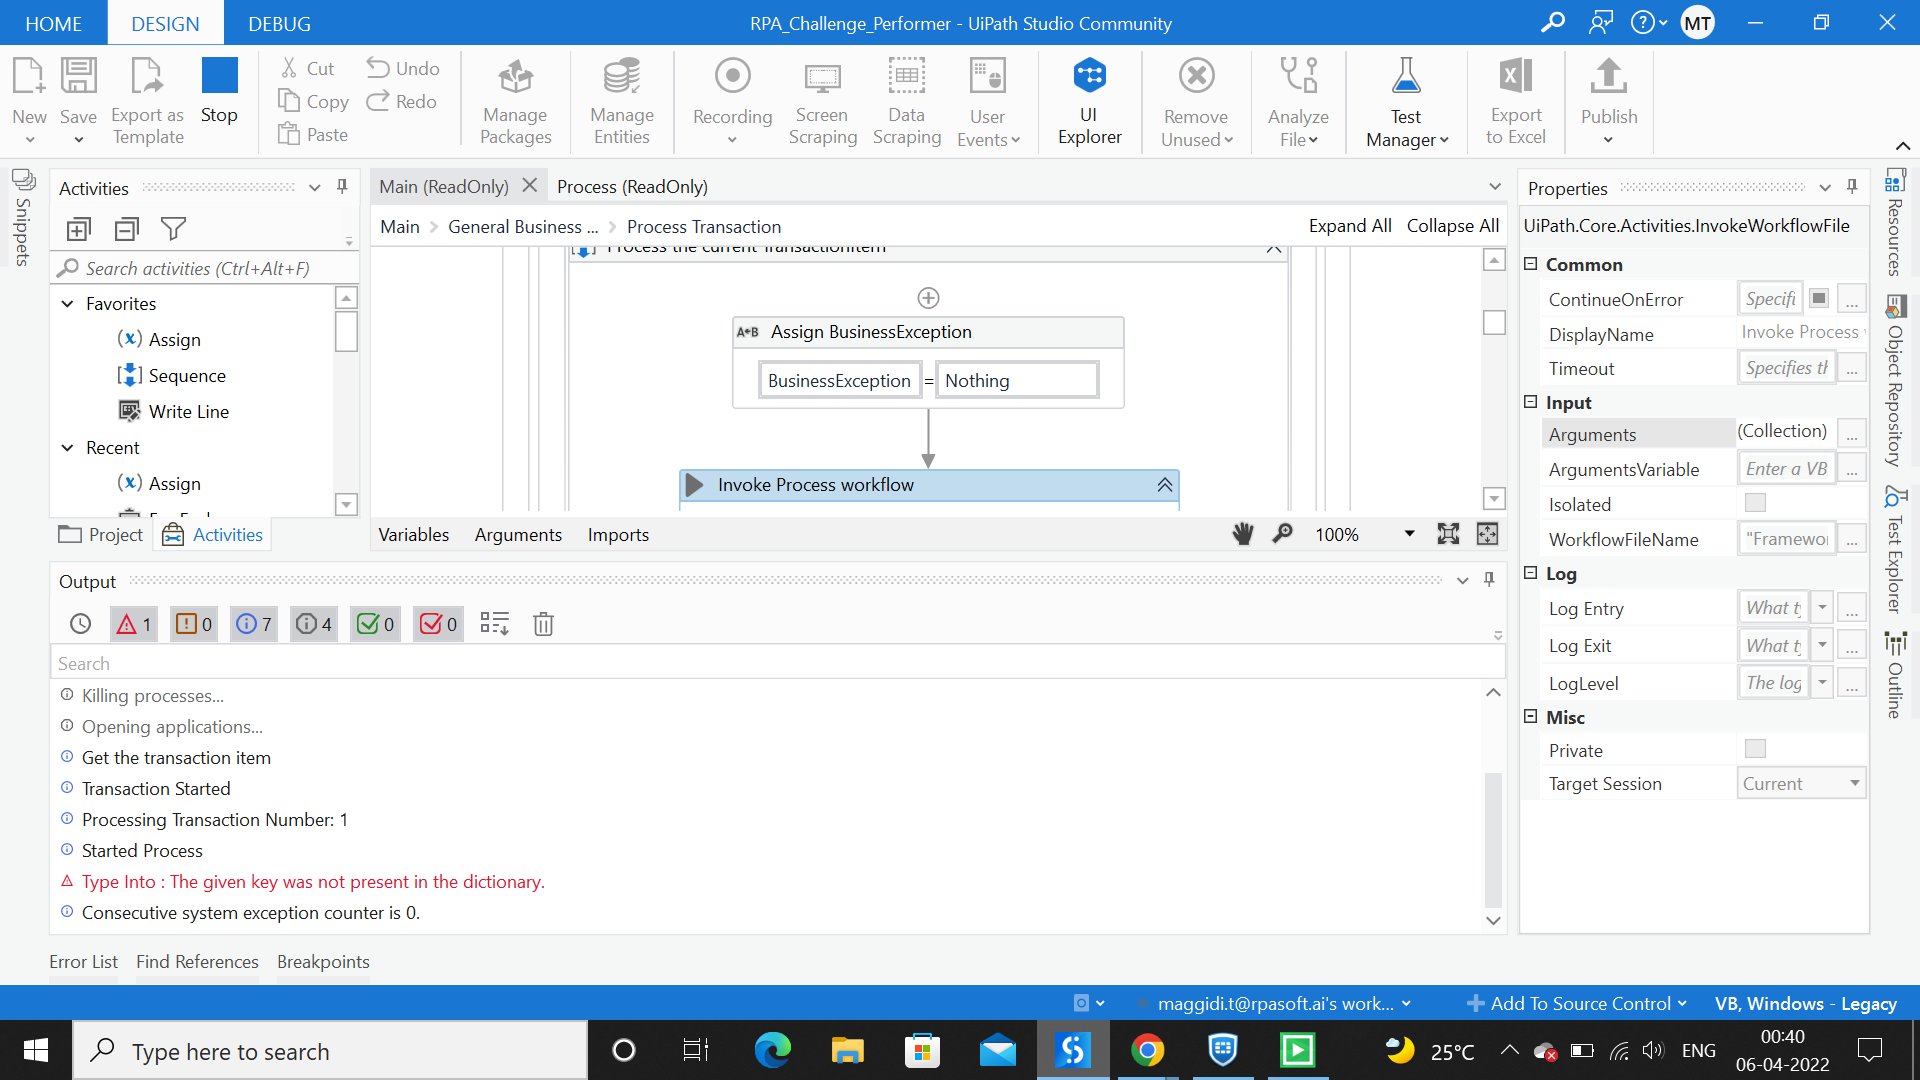 HOME DESIGN DEBUG RPA_Challenge_Performer - UiPath Studio Community MT
New Save Export as Template Stop
Cut
Copy
Paste
Undo
Redo
Manage Packages
Manage Entities
Recording
Screen Scraping
Data Scraping
User Events
UI Explorer
Remove Unused
Analyze File
Test Manager
Export to Excel
Publish
Snippets
Activities
Search activities (Ctrl+Alt+F)
Favorites
Assign
Sequence
Write Line
Recent
Assign
Project Activities
Main (ReadOnly) Process (ReadOnly)
Main > General Business ... > Process Transaction Expand All Collapse All
Process the current TransactionItem
A+B Assign BusinessException
BusinessException = Nothing
Invoke Process workflow
Variables Arguments Imports 100%
Output
1 0 7 4 0 0
Search
Killing processes...
Opening applications...
Get the transaction item
Transaction Started
Processing Transaction Number: 1
Started Process
Type Into : The given key was not present in the dictionary.
Consecutive system exception counter is 0.
Error List Find References Breakpoints
Properties
UiPath.Core.Activities.InvokeWorkflowFile
Common
ContinueOnError Specifi ...
DisplayName Invoke Process
Timeout Specifies th ...
Input
Arguments (Collection) ...
ArgumentsVariable Enter a VB ...
Isolated
WorkflowFileName "Framewor ...
Log
Log Entry What ty ...
Log Exit What ty ...
LogLevel The log ...
Misc
Private
Target Session Current
Resources
Object Repository
Test Explorer
Outline
maggidi.t@rpasoft.ai's work... Add To Source Control VB, Windows - Legacy
Type here to search
25°C ENG
00:40
06-04-2022